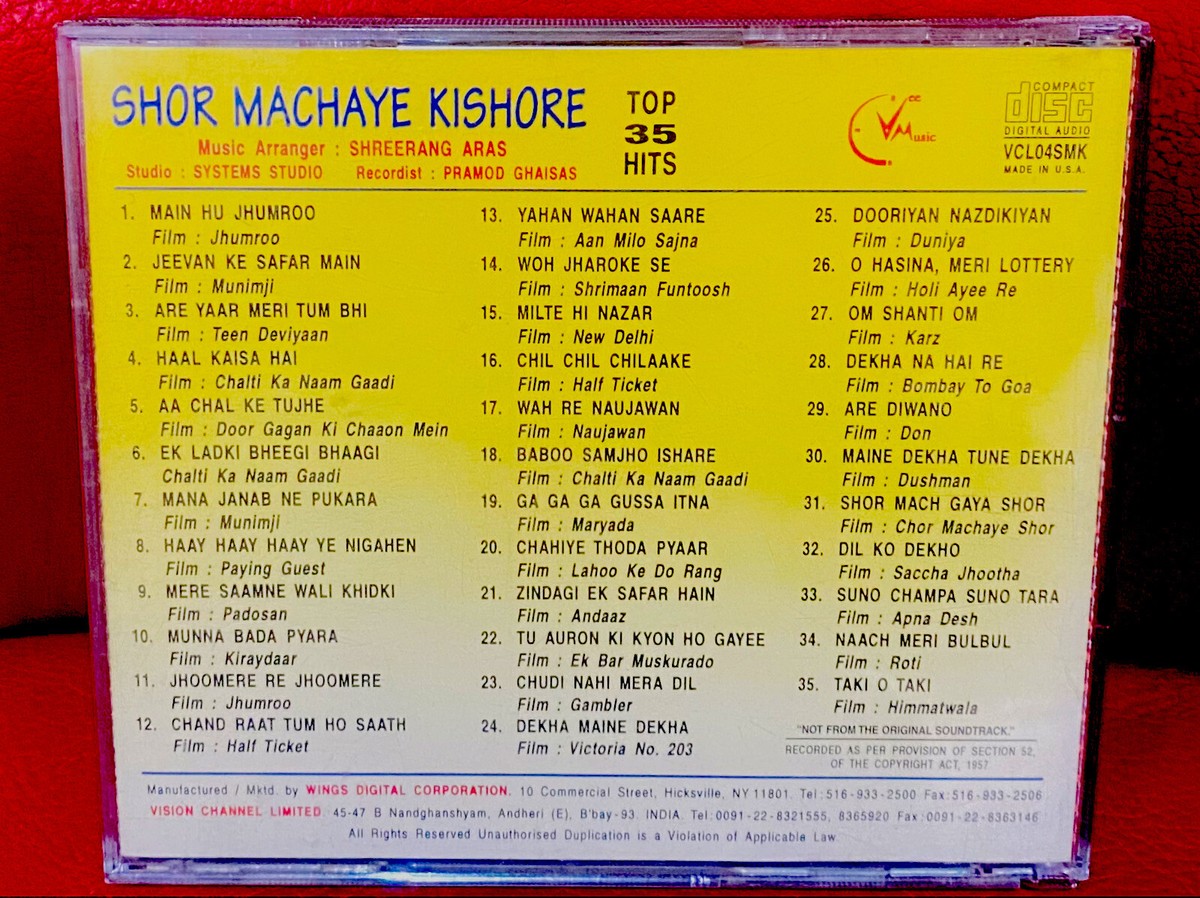 SHOR MACHAYE KISHORE
TOP
35
HITS
Music Arranger : SHREERANG ARAS
Studio : SYSTEMS STUDIO Recordist : PRAMOD GHAISAS
Vee
Music
COMPACT
disc
DIGITAL AUDIO
VCL04SMK
MADE IN U.S.A.
1. MAIN HU JHUMROO
Film : Jhumroo
2. JEEVAN KE SAFAR MAIN
Film : Munimji
3. ARE YAAR MERI TUM BHI
Film : Teen Deviyaan
4. HAAL KAISA HAI
Film : Chalti Ka Naam Gaadi
5. AA CHAL KE TUJHE
Film : Door Gagan Ki Chaaon Mein
6. EK LADKI BHEEGI BHAAGI
Chalti Ka Naam Gaadi
7. MANA JANAB NE PUKARA
Film : Munimji
8. HAAY HAAY HAAY YE NIGAHEN
Film : Paying Guest
9. MERE SAAMNE WALI KHIDKI
Film : Padosan
10. MUNNA BADA PYARA
Film : Kiraydaar
11. JHOOMERE RE JHOOMERE
Film : Jhumroo
12. CHAND RAAT TUM HO SAATH
Film : Half Ticket
13. YAHAN WAHAN SAARE
Film : Aan Milo Sajna
14. WOH JHAROKE SE
Film : Shrimaan Funtoosh
15. MILTE HI NAZAR
Film : New Delhi
16. CHIL CHIL CHILAAKE
Film : Half Ticket
17. WAH RE NAUJAWAN
Film : Naujawan
18. BABOO SAMJHO ISHARE
Film : Chalti Ka Naam Gaadi
19. GA GA GA GUSSA ITNA
Film : Maryada
20. CHAHIYE THODA PYAAR
Film : Lahoo Ke Do Rang
21. ZINDAGI EK SAFAR HAIN
Film : Andaaz
22. TU AURON KI KYON HO GAYEE
Film : Ek Bar Muskurado
23. CHUDI NAHI MERA DIL
Film : Gambler
24. DEKHA MAINE DEKHA
Film : Victoria No. 203
25. DOORIYAN NAZDIKIYAN
Film : Duniya
26. O HASINA, MERI LOTTERY
Film : Holi Ayee Re
27. OM SHANTI OM
Film : Karz
28. DEKHA NA HAI RE
Film : Bombay To Goa
29. ARE DIWANO
Film : Don
30. MAINE DEKHA TUNE DEKHA
Film : Dushman
31. SHOR MACH GAYA SHOR
Film : Chor Machaye Shor
32. DIL KO DEKHO
Film : Saccha Jhootha
33. SUNO CHAMPA SUNO TARA
Film : Apna Desh
34. NAACH MERI BULBUL
Film : Roti
35. TAKI O TAKI
Film : Himmatwala
"NOT FROM THE ORIGINAL SOUNDTRACK."
RECORDED AS PER PROVISION OF SECTION 52,
OF THE COPYRIGHT ACT, 1957
Manufactured / Mktd. by WINGS DIGITAL CORPORATION. 10 Commercial Street, Hicksville, NY 11801. Tel:516-933-2500 Fax:516-933-2506
VISION CHANNEL LIMITED. 45-47 B Nandghanshyam, Andheri (E), B'bay-93. INDIA. Tel:0091-22-8321555, 8365920 Fax:0091-22-8363146
All Rights Reserved Unauthorised Duplication is a Violation of Applicable Law.